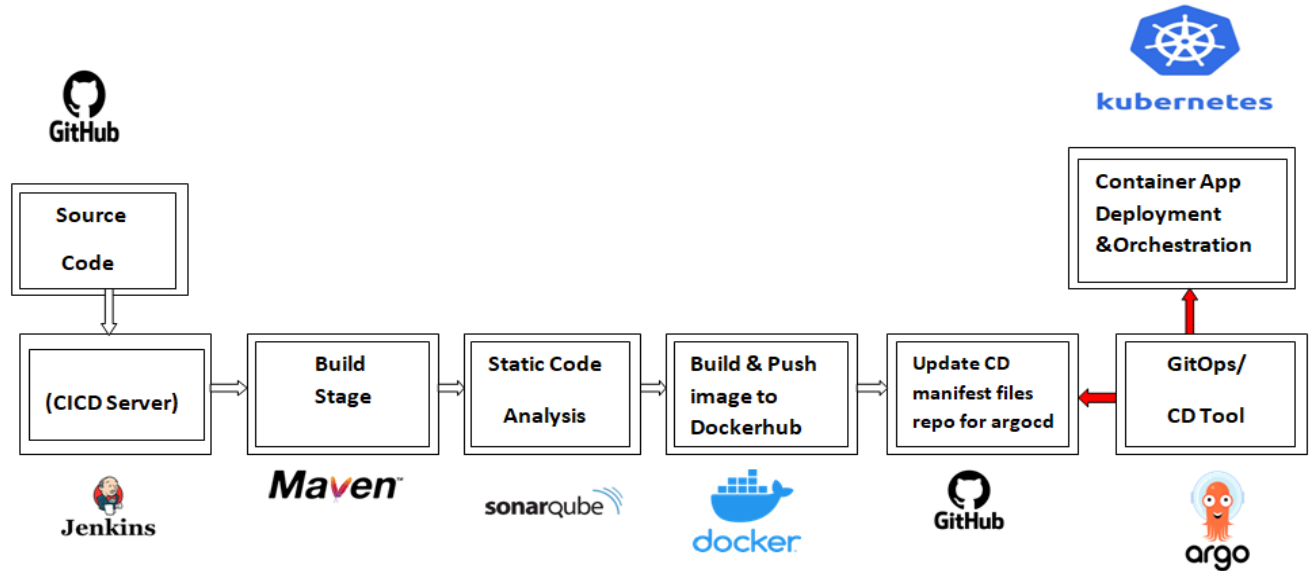 GitHub
kubernetes
Source
Code
Container App
Deployment
&Orchestration
(CICD Server)
Build
Stage
Static Code
Analysis
Build & Push
image to
Dockerhub
Update CD
manifest files
repo for argocd
GitOps/
CD Tool
Jenkins
Maven™
sonarqube
docker
GitHub
argo